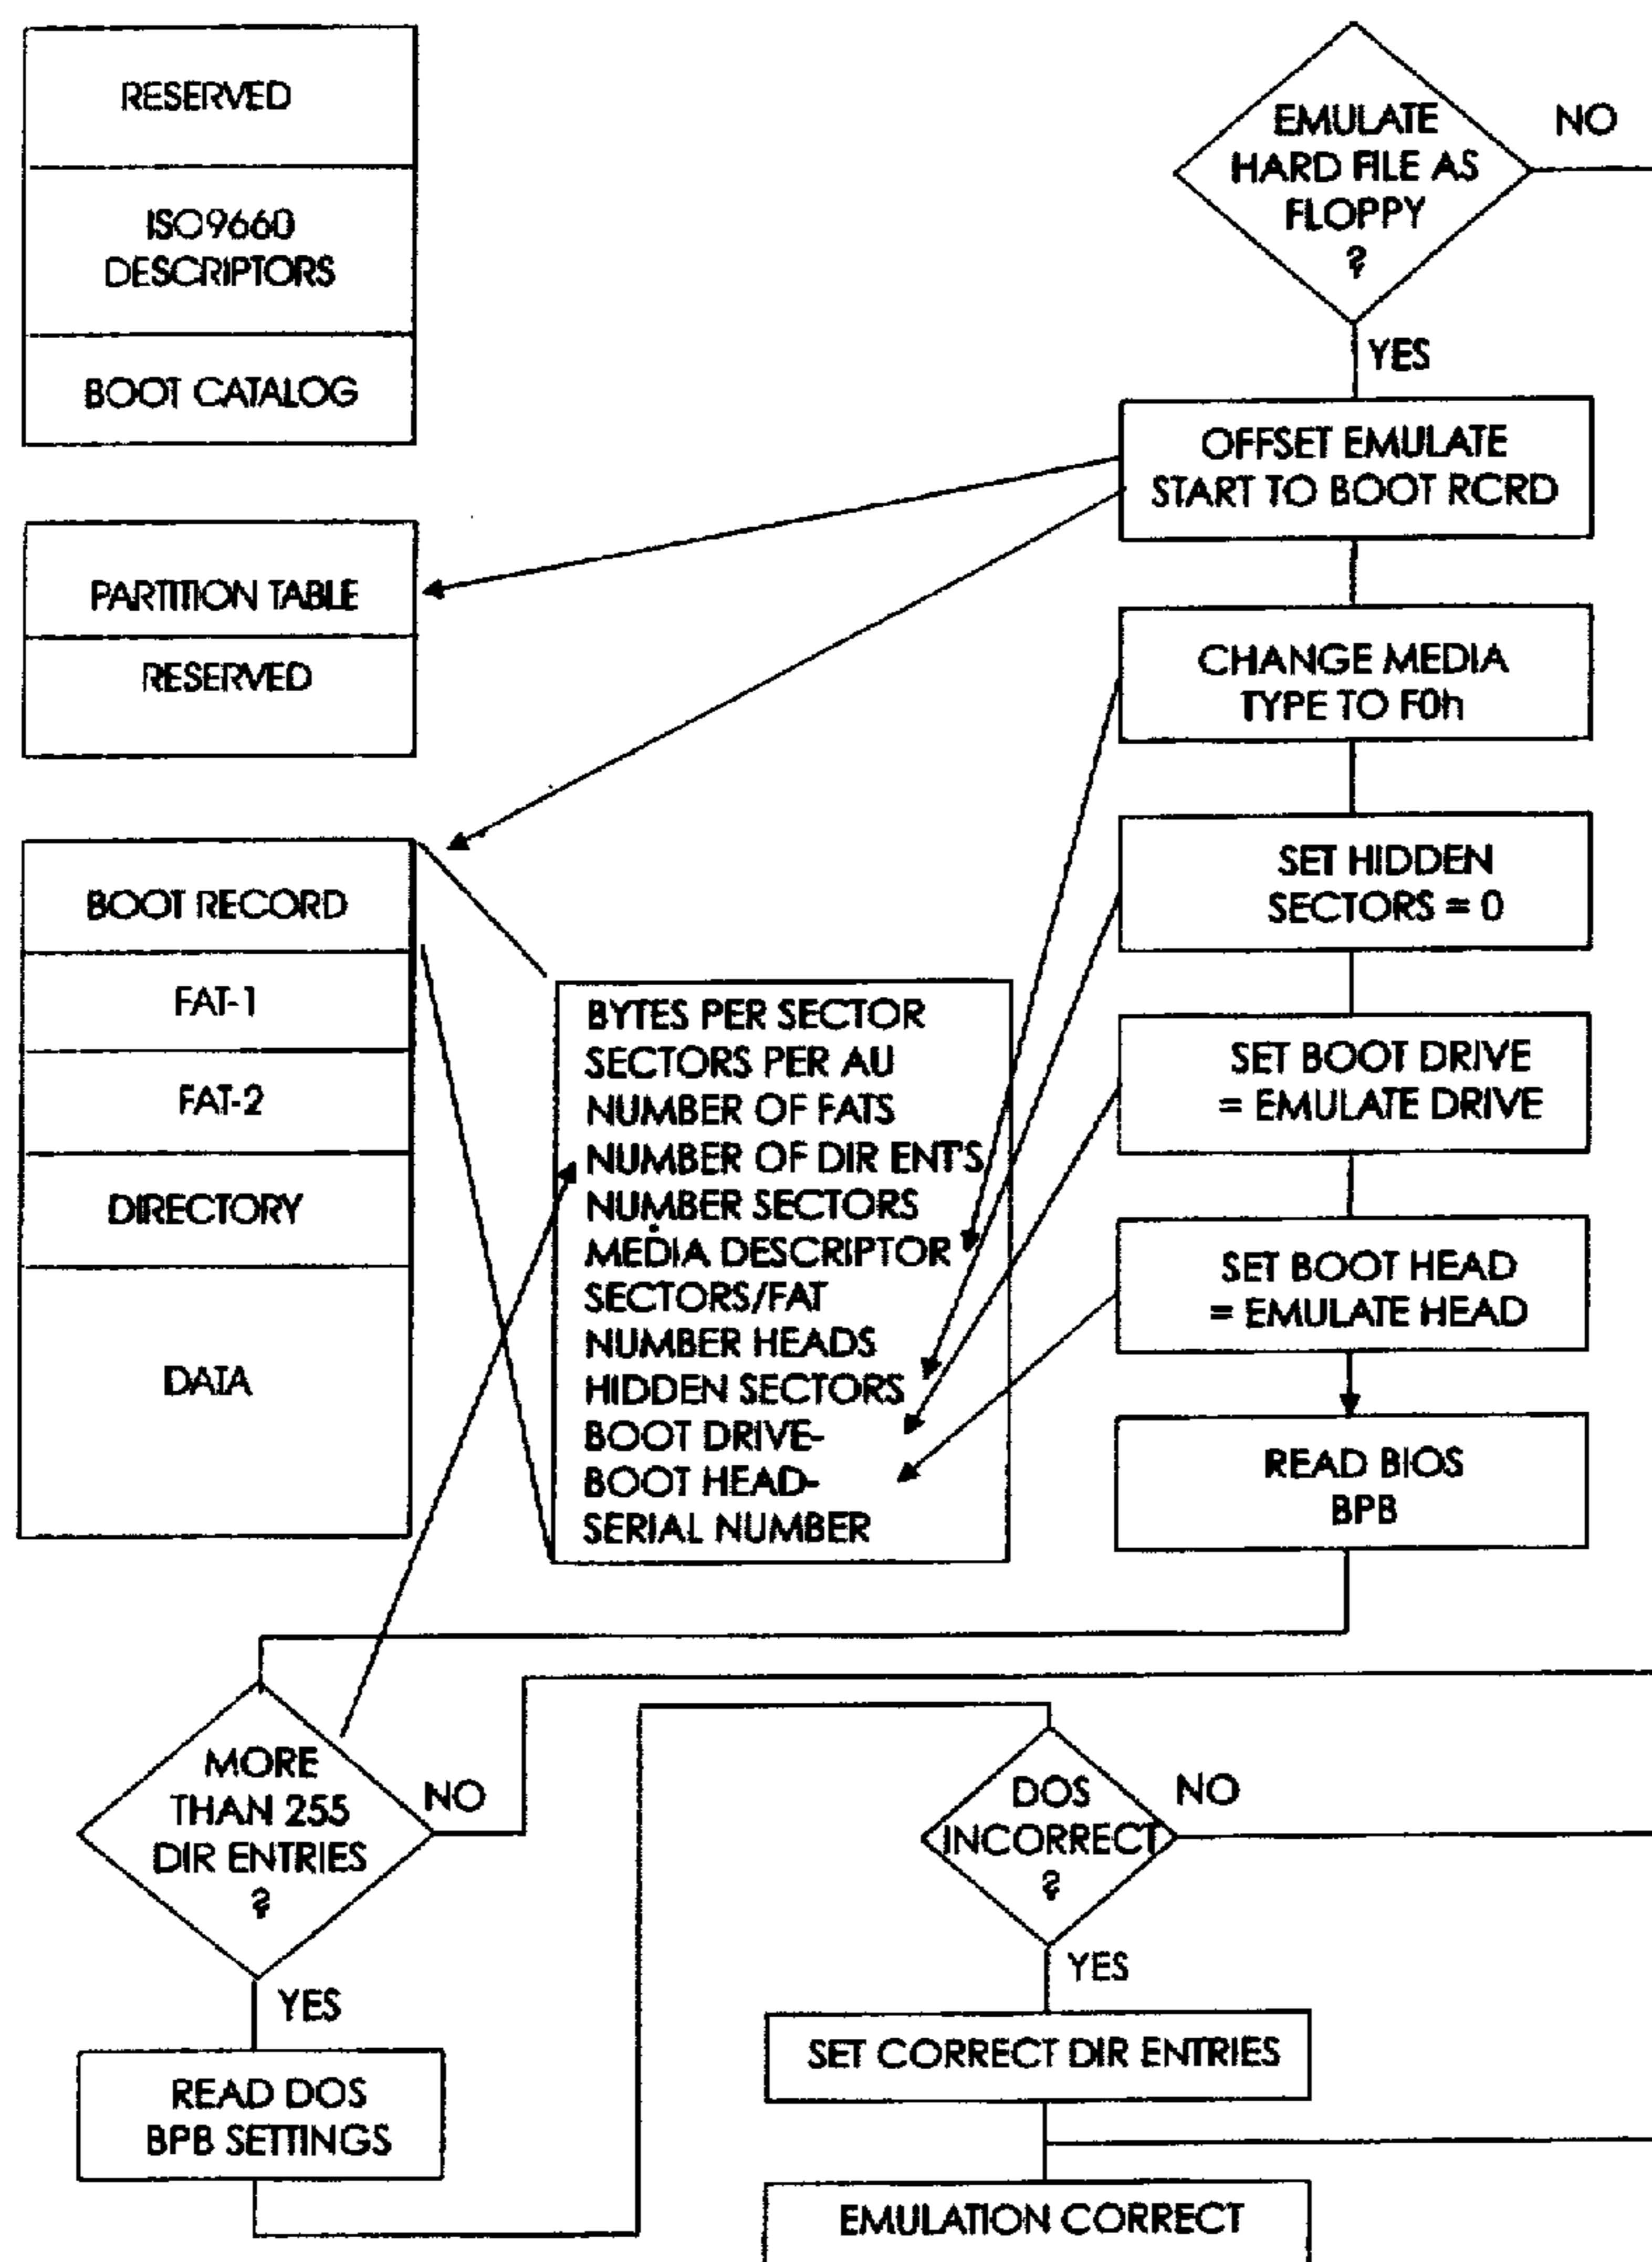 RESERVED
ISO9660
DESCRIPTORS
BOOT CATALOG
PARTITION TABLE
RESERVED
BOOT RECORD
FAT-1
FAT-2
DIRECTORY
DATA
BYTES PER SECTOR
SECTORS PER AU
NUMBER OF FATS
NUMBER OF DIR ENT'S
NUMBER SECTORS
MEDIA DESCRIPTOR
SECTORS/FAT
NUMBER HEADS
HIDDEN SECTORS
BOOT DRIVE-
BOOT HEAD-
SERIAL NUMBER
EMULATE
HARD FILE AS
FLOPPY
?
NO
YES
OFFSET EMULATE
START TO BOOT RCRD
CHANGE MEDIA
TYPE TO F0h
SET HIDDEN
SECTORS = 0
SET BOOT DRIVE
= EMULATE DRIVE
SET BOOT HEAD
= EMULATE HEAD
READ BIOS
BPB
MORE
THAN 255
DIR ENTRIES
?
NO
YES
READ DOS
BPB SETTINGS
DOS
INCORRECT
?
NO
YES
SET CORRECT DIR ENTRIES
EMULATION CORRECT